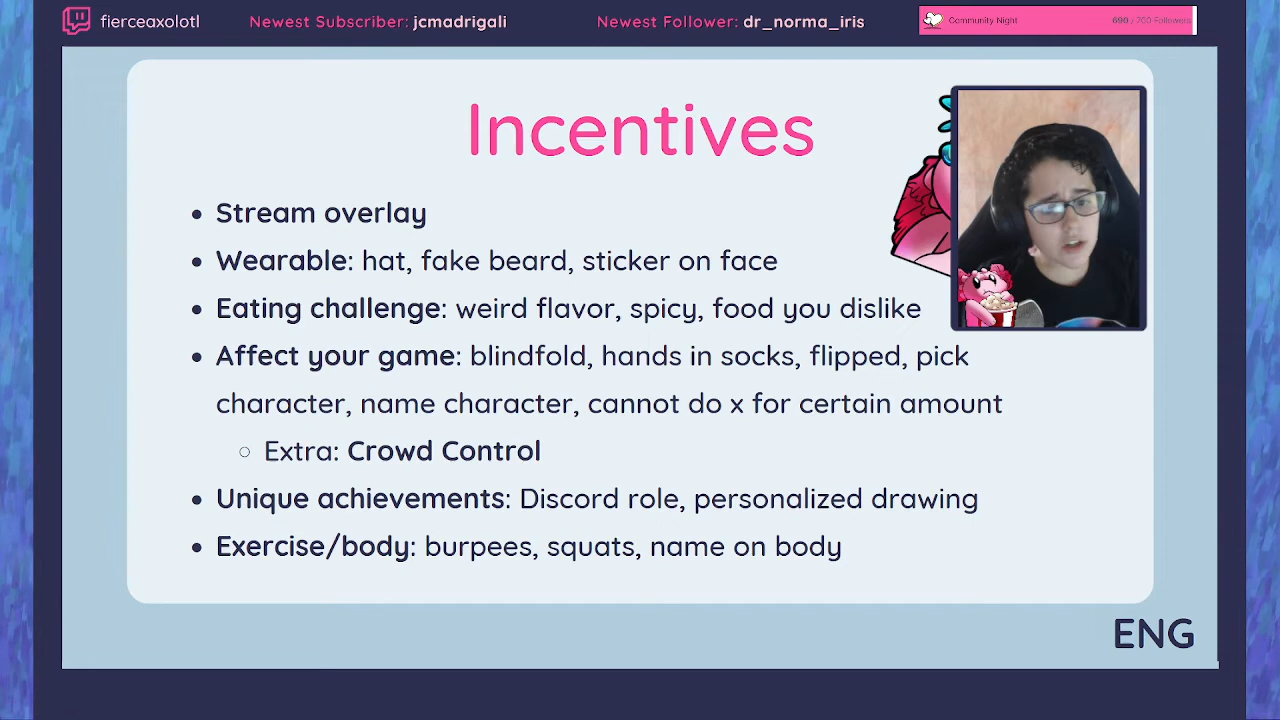 fierceaxolotl
Newest Subscriber: jcmadrigali
Newest Follower: dr_norma_iris
Community Night 690 / 700 Followers
Incentives
Stream overlay
Wearable: hat, fake beard, sticker on face
Eating challenge: weird flavor, spicy, food you dislike
Affect your game: blindfold, hands in socks, flipped, pick
character, name character, cannot do x for certain amount
Extra: Crowd Control
Unique achievements: Discord role, personalized drawing
Exercise/body: burpees, squats, name on body
ENG